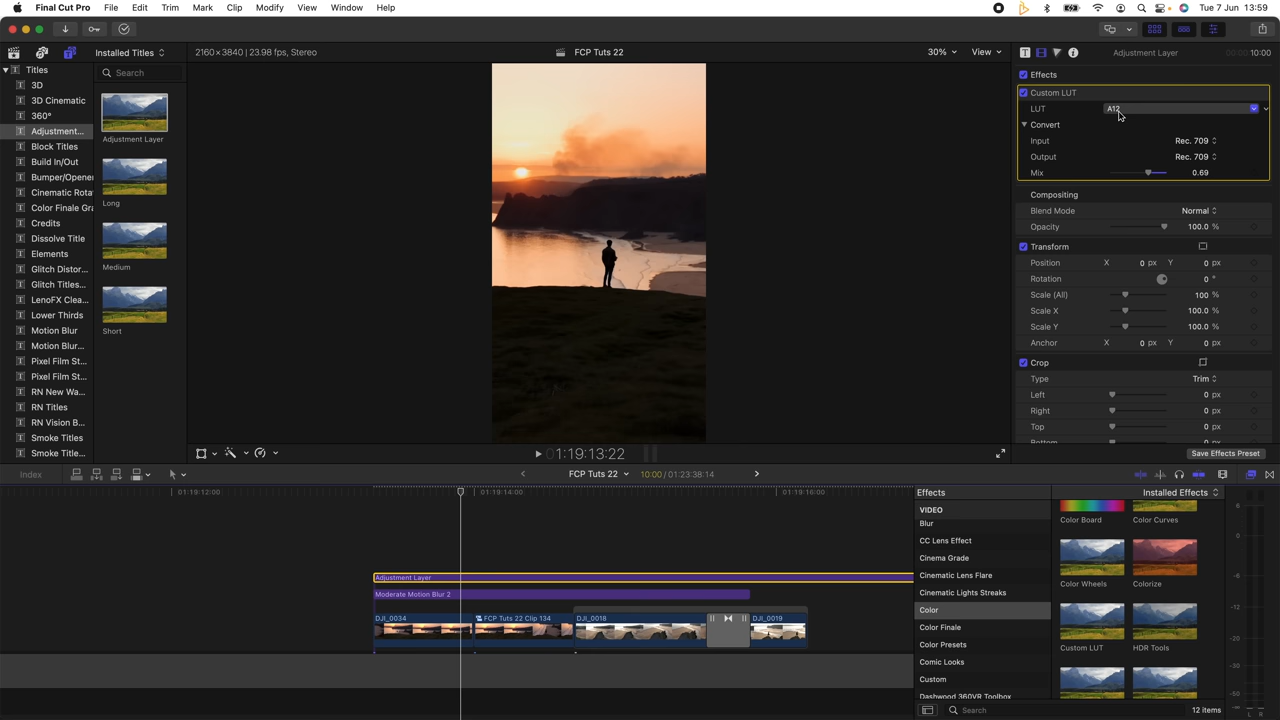 Final Cut Pro File Edit Trim Mark Clip Modify View Window Help Tue 7 Jun 13:59
Installed Titles 2160×3840 | 23.98 fps, Stereo FCP Tuts 22 30% View Adjustment Layer 10:00
Titles
3D
3D Cinematic
360°
Adjustment...
Block Titles
Build In/Out
Bumper/Opener
Cinematic Rota
Color Finale Gra
Credits
Dissolve Title
Elements
Glitch Distor...
Glitch Titles...
LenoFX Clea...
Lower Thirds
Motion Blur
Motion Blur...
Pixel Film St...
Pixel Film St...
RN New Wa...
RN Titles
RN Vision B...
Smoke Titles
Smoke Title...
Search
Adjustment Layer
Long
Medium
Short
Effects
Custom LUT
LUT A12
Convert
Input Rec. 709
Output Rec. 709
Mix 0.69
Compositing
Blend Mode Normal
Opacity 100.0 %
Transform
Position X 0 px Y 0 px
Rotation 0 °
Scale (All) 100 %
Scale X 100.0 %
Scale Y 100.0 %
Anchor X 0 px Y 0 px
Crop
Type Trim
Left 0 px
Right 0 px
Top 0 px
Bottom 0 px
Save Effects Preset
01:19:13:22
Index FCP Tuts 22 10:00 / 01:23:38:14
01:19:12:00 01:19:14:00 01:19:16:00
Adjustment Layer
Moderate Motion Blur 2
DJI_0034 FCP Tuts 22 Clip 134 DJI_0018 DJI_0019
Effects Installed Effects
VIDEO
Blur
CC Lens Effect
Cinema Grade
Cinematic Lens Flare
Cinematic Lights Streaks
Color
Color Finale
Color Presets
Comic Looks
Custom
Dashwood 360VR Toolbox
Color Board Color Curves
Color Wheels Colorize
Custom LUT HDR Tools
Search 12 items
6
0
-6
-12
-20
-30
-50
L R